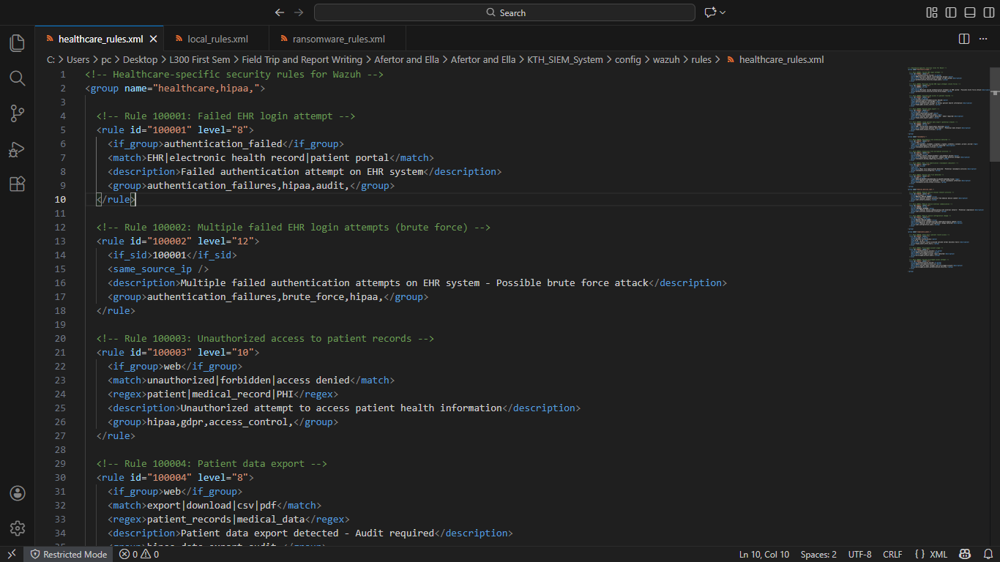 Search
healthcare_rules.xml
local_rules.xml
ransomware_rules.xml
C: > Users > pc > Desktop > L300 First Sem > Field Trip and Report Writing > Afertor and Ella > Afertor and Ella > KTH_SIEM_System > config > wazuh > rules > healthcare_rules.xml
1 <!-- Healthcare-specific security rules for Wazuh -->
2 <group name="healthcare,hipaa,">
3
4 <!-- Rule 100001: Failed EHR login attempt -->
5 <rule id="100001" level="8">
6 <if_group>authentication_failed</if_group>
7 <match>EHR|electronic health record|patient portal</match>
8 <description>Failed authentication attempt on EHR system</description>
9 <group>authentication_failures,hipaa,audit,</group>
10 </rule>
11
12 <!-- Rule 100002: Multiple failed EHR login attempts (brute force) -->
13 <rule id="100002" level="12">
14 <if_sid>100001</if_sid>
15 <same_source_ip />
16 <description>Multiple failed authentication attempts on EHR system - Possible brute force attack</description>
17 <group>authentication_failures,brute_force,hipaa,</group>
18 </rule>
19
20 <!-- Rule 100003: Unauthorized access to patient records -->
21 <rule id="100003" level="10">
22 <if_group>web</if_group>
23 <match>unauthorized|forbidden|access denied</match>
24 <regex>patient|medical_record|PHI</regex>
25 <description>Unauthorized attempt to access patient health information</description>
26 <group>hipaa,gdpr,access_control,</group>
27 </rule>
28
29 <!-- Rule 100004: Patient data export -->
30 <rule id="100004" level="8">
31 <if_group>web</if_group>
32 <match>export|download|csv|pdf</match>
33 <regex>patient_records|medical_data</regex>
34 <description>Patient data export detected - Audit required</description>
Restricted Mode
0 0
Ln 10, Col 10
Spaces: 2
UTF-8
CRLF
{ } XML